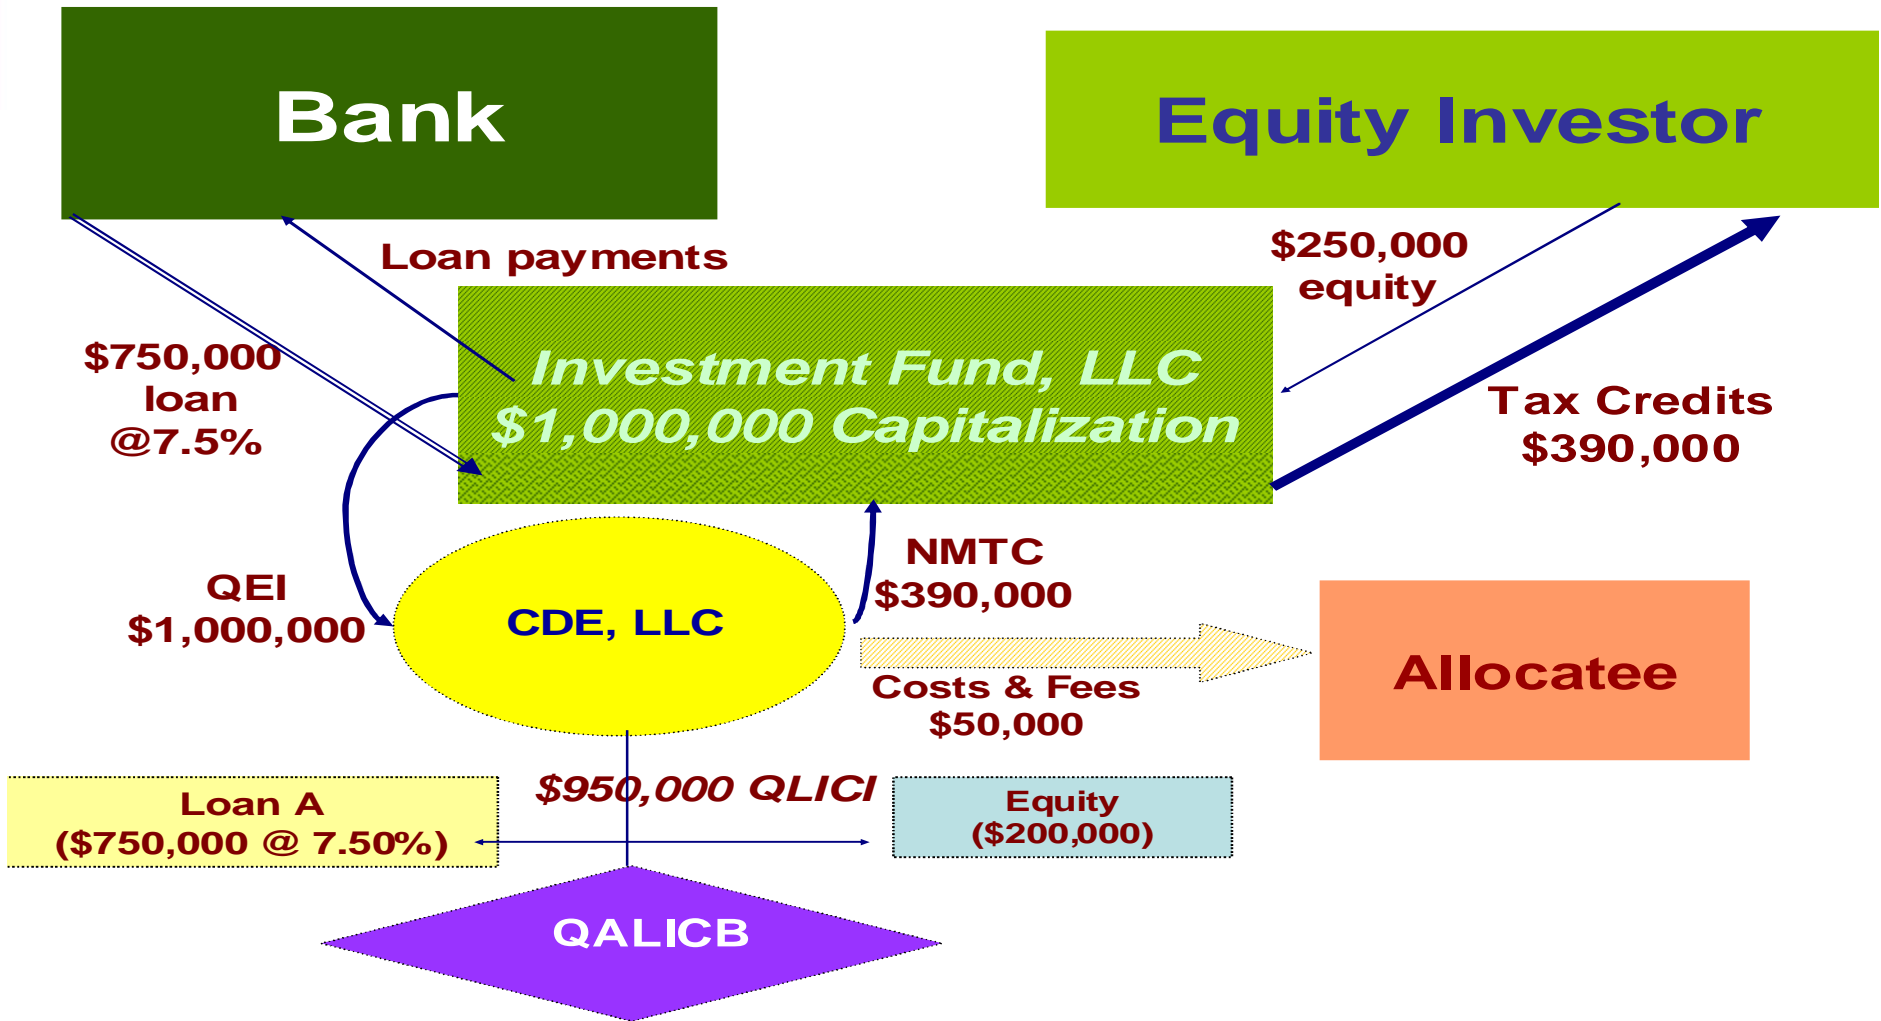 Bank
Equity Investor
Loan payments
$250,000
equity
$750,000
loan
@7.5%
Investment Fund, LLC
$1,000,000 Capitalization
Tax Credits
$390,000
QEI
$1,000,000
CDE, LLC
NMTC
$390,000
Costs & Fees
$50,000
Allocatee
Loan A
($750,000 @ 7.50%)
$950,000 QLICI
Equity
($200,000)
QALICB